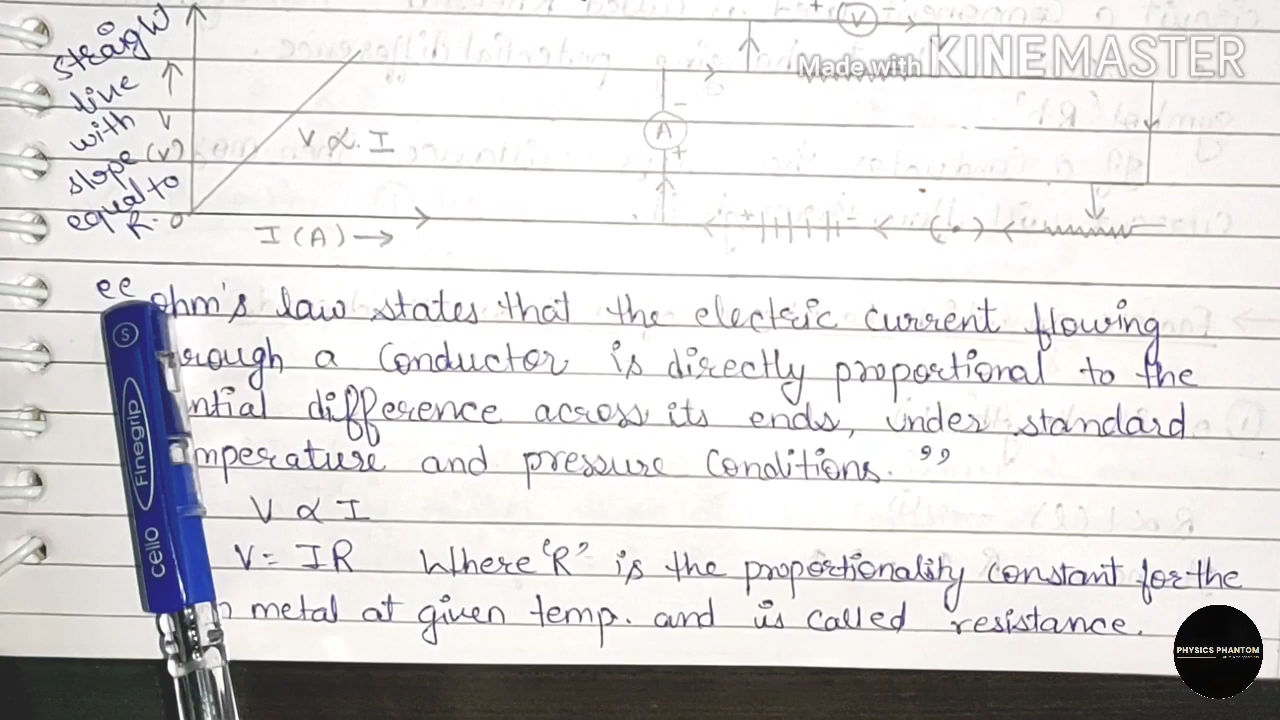 straight
line
with
slope (V)
equal to
R.
O
V ∝. I
I (A) →
+ V
Made with KINEMASTER
-
A
+
+ -
(•)
“ohm's law states that the electric current flowing
rough a conductor is directly proportional to the
ntial difference across its ends, under standard
mperature and pressure conditions.”
V ∝ I
V = IR Where 'R' is the proportionality constant for the
n metal at given temp. and is called resistance.
S
Finegrip
cello
PHYSICS PHANTOM